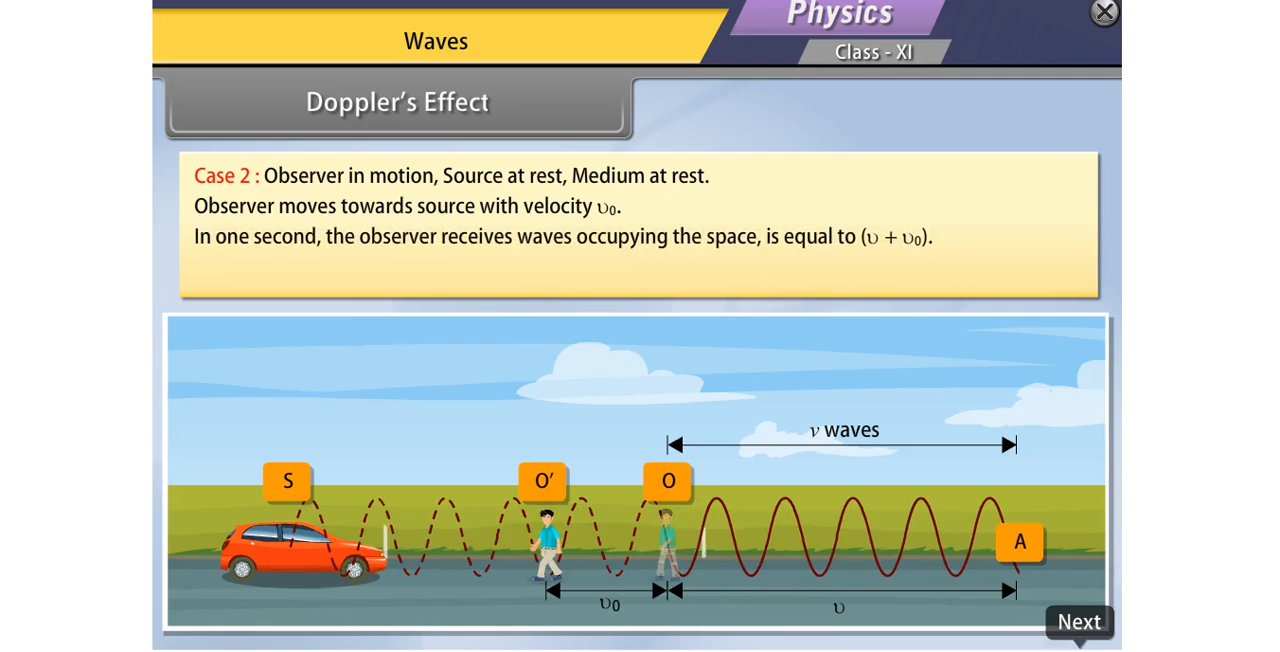 Physics
Waves
Class - XI
Doppler's Effect
Case 2 : Observer in motion, Source at rest, Medium at rest.
Observer moves towards source with velocity υ₀.
In one second, the observer receives waves occupying the space, is equal to (υ + υ₀).
ν waves
S
O'
O
A
υ₀
υ
Next